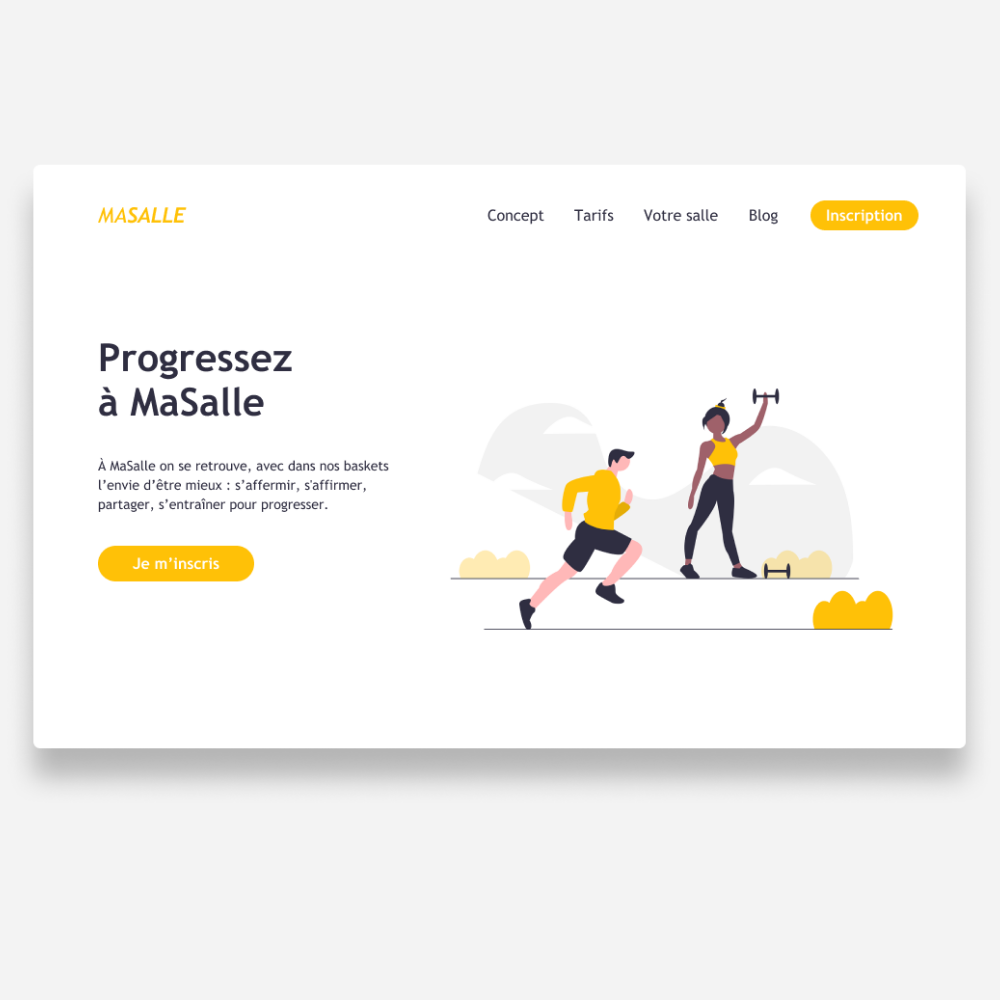 MASALLE
Concept
Tarifs
Votre salle
Blog
Inscription
Progressez
à MaSalle
À MaSalle on se retrouve, avec dans nos baskets
l’envie d’être mieux : s’affermir, s'affirmer,
partager, s’entraîner pour progresser.
Je m’inscris